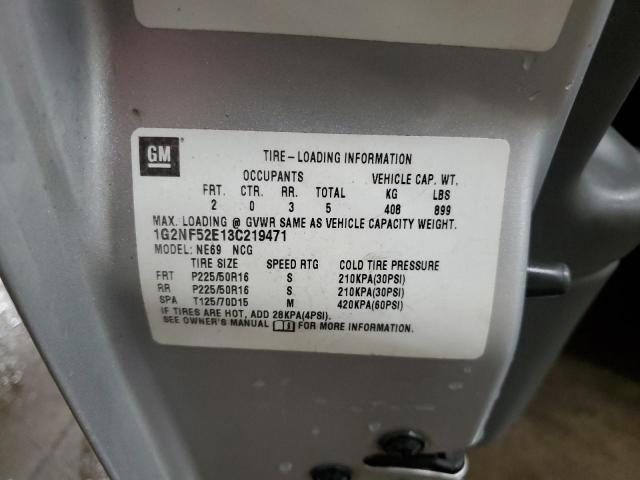 GM
TIRE-LOADING INFORMATION
OCCUPANTS VEHICLE CAP. WT.
FRT. CTR. RR. TOTAL KG LBS
2 0 3 5 408 899
MAX. LOADING @ GVWR SAME AS VEHICLE CAPACITY WEIGHT.
1G2NF52E13C219471
MODEL: NE69 NCG
TIRE SIZE SPEED RTG COLD TIRE PRESSURE
FRT P225/50R16 S 210KPA(30PSI)
RR P225/50R16 S 210KPA(30PSI)
SPA T125/70D15 M 420KPA(60PSI)
IF TIRES ARE HOT, ADD 28KPA(4PSI).
SEE OWNER'S MANUAL FOR MORE INFORMATION.